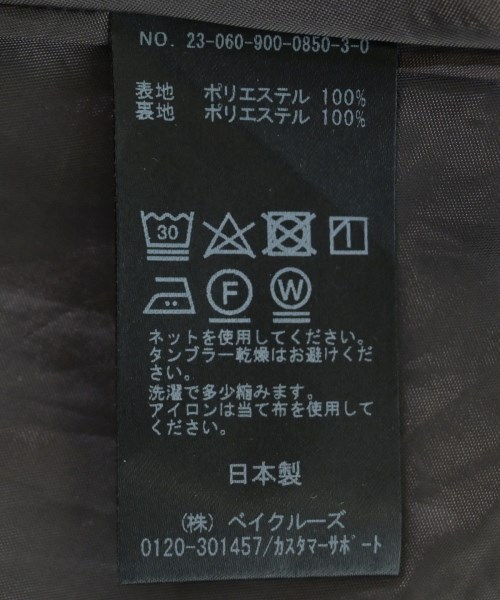 NO. 23-060-900-0850-3-0
表地 ポリエステル 100%
裏地 ポリエステル 100%
30
F W
ネットを使用してください。
タンブラー乾燥はお避けくだ
さい。
洗濯で多少縮みます。
アイロンは当て布を使用して
ください。
日本製
(株) ベイクルーズ
0120-301457/カスタマーサポート